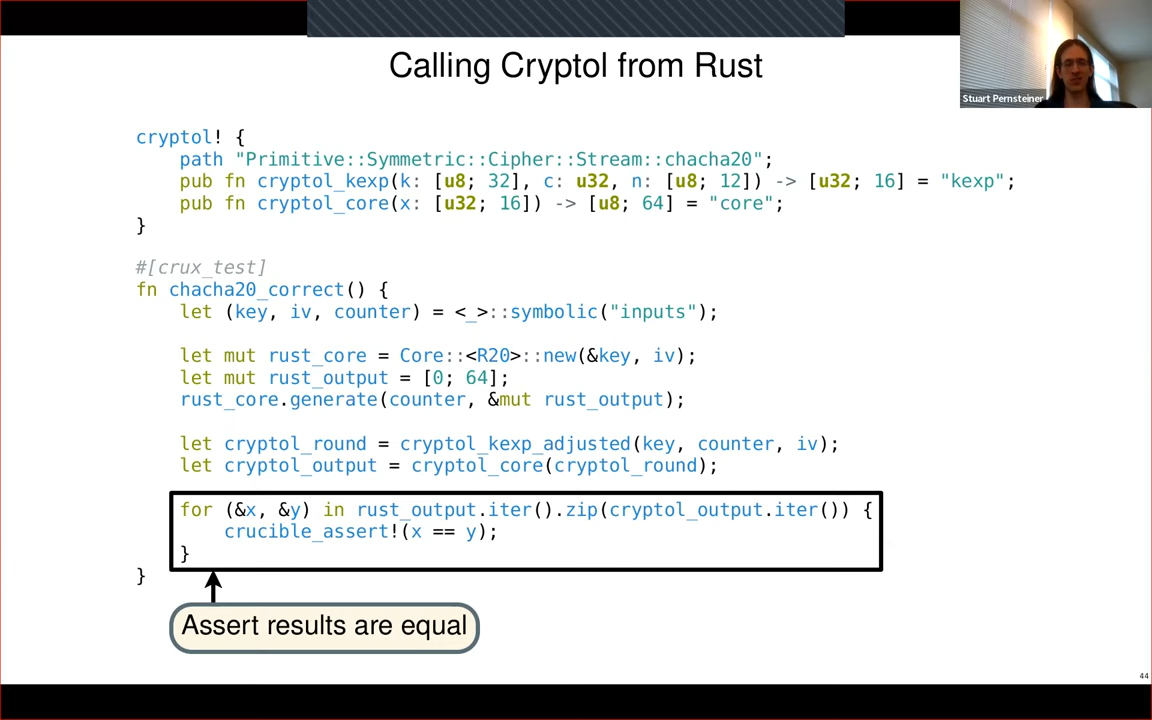 Calling Cryptol from Rust
Stuart Pernsteiner
cryptol! {
    path "Primitive::Symmetric::Cipher::Stream::chacha20";
    pub fn cryptol_kexp(k: [u8; 32], c: u32, n: [u8; 12]) -> [u32; 16] = "kexp";
    pub fn cryptol_core(x: [u32; 16]) -> [u8; 64] = "core";
}
#[crux_test]
fn chacha20_correct() {
    let (key, iv, counter) = <_>::symbolic("inputs");
    let mut rust_core = Core::<R20>::new(&key, iv);
    let mut rust_output = [0; 64];
    rust_core.generate(counter, &mut rust_output);
    let cryptol_round = cryptol_kexp_adjusted(key, counter, iv);
    let cryptol_output = cryptol_core(cryptol_round);
    for (&x, &y) in rust_output.iter().zip(cryptol_output.iter()) {
        crucible_assert!(x == y);
    }
}
Assert results are equal
44